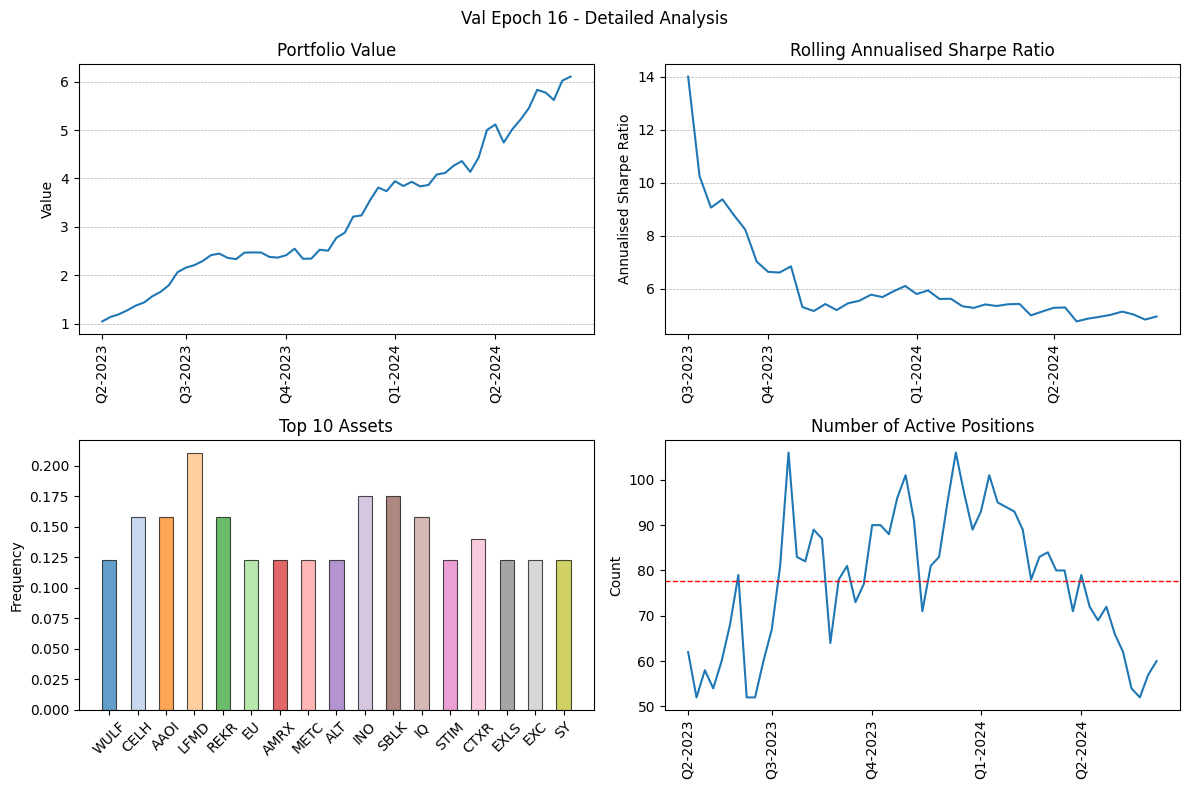 Val Epoch 16 - Detailed Analysis
Portfolio Value
Value
6
5
4
3
2
1
Q2-2023
Q3-2023
Q4-2023
Q1-2024
Q2-2024
Rolling Annualised Sharpe Ratio
Annualised Sharpe Ratio
14
12
10
8
6
Q3-2023
Q4-2023
Q1-2024
Q2-2024
Top 10 Assets
Frequency
0.200
0.175
0.150
0.125
0.100
0.075
0.050
0.025
0.000
WULF
CELH
AAOI
LFMD
REKR
EU
AMRX
METC
ALT
INO
SBLK
IQ
STIM
CTXR
EXLS
EXC
SY
Number of Active Positions
Count
100
90
80
70
60
50
Q2-2023
Q3-2023
Q4-2023
Q1-2024
Q2-2024